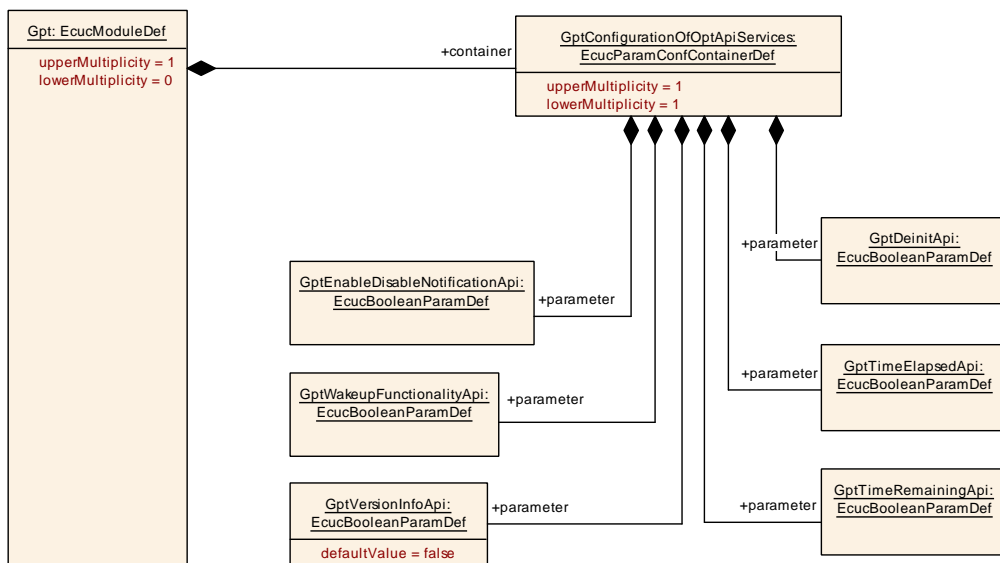 Gpt: EcucModuleDef
upperMultiplicity = 1
lowerMultiplicity = 0
+container
GptConfigurationOfOptApiServices:
EcucParamConfContainerDef
upperMultiplicity = 1
lowerMultiplicity = 1
+parameter
GptDeinitApi:
EcucBooleanParamDef
GptEnableDisableNotificationApi:
EcucBooleanParamDef
+parameter
+parameter
GptTimeElapsedApi:
EcucBooleanParamDef
GptWakeupFunctionalityApi:
EcucBooleanParamDef
+parameter
GptVersionInfoApi:
EcucBooleanParamDef
defaultValue = false
+parameter
+parameter
GptTimeRemainingApi:
EcucBooleanParamDef